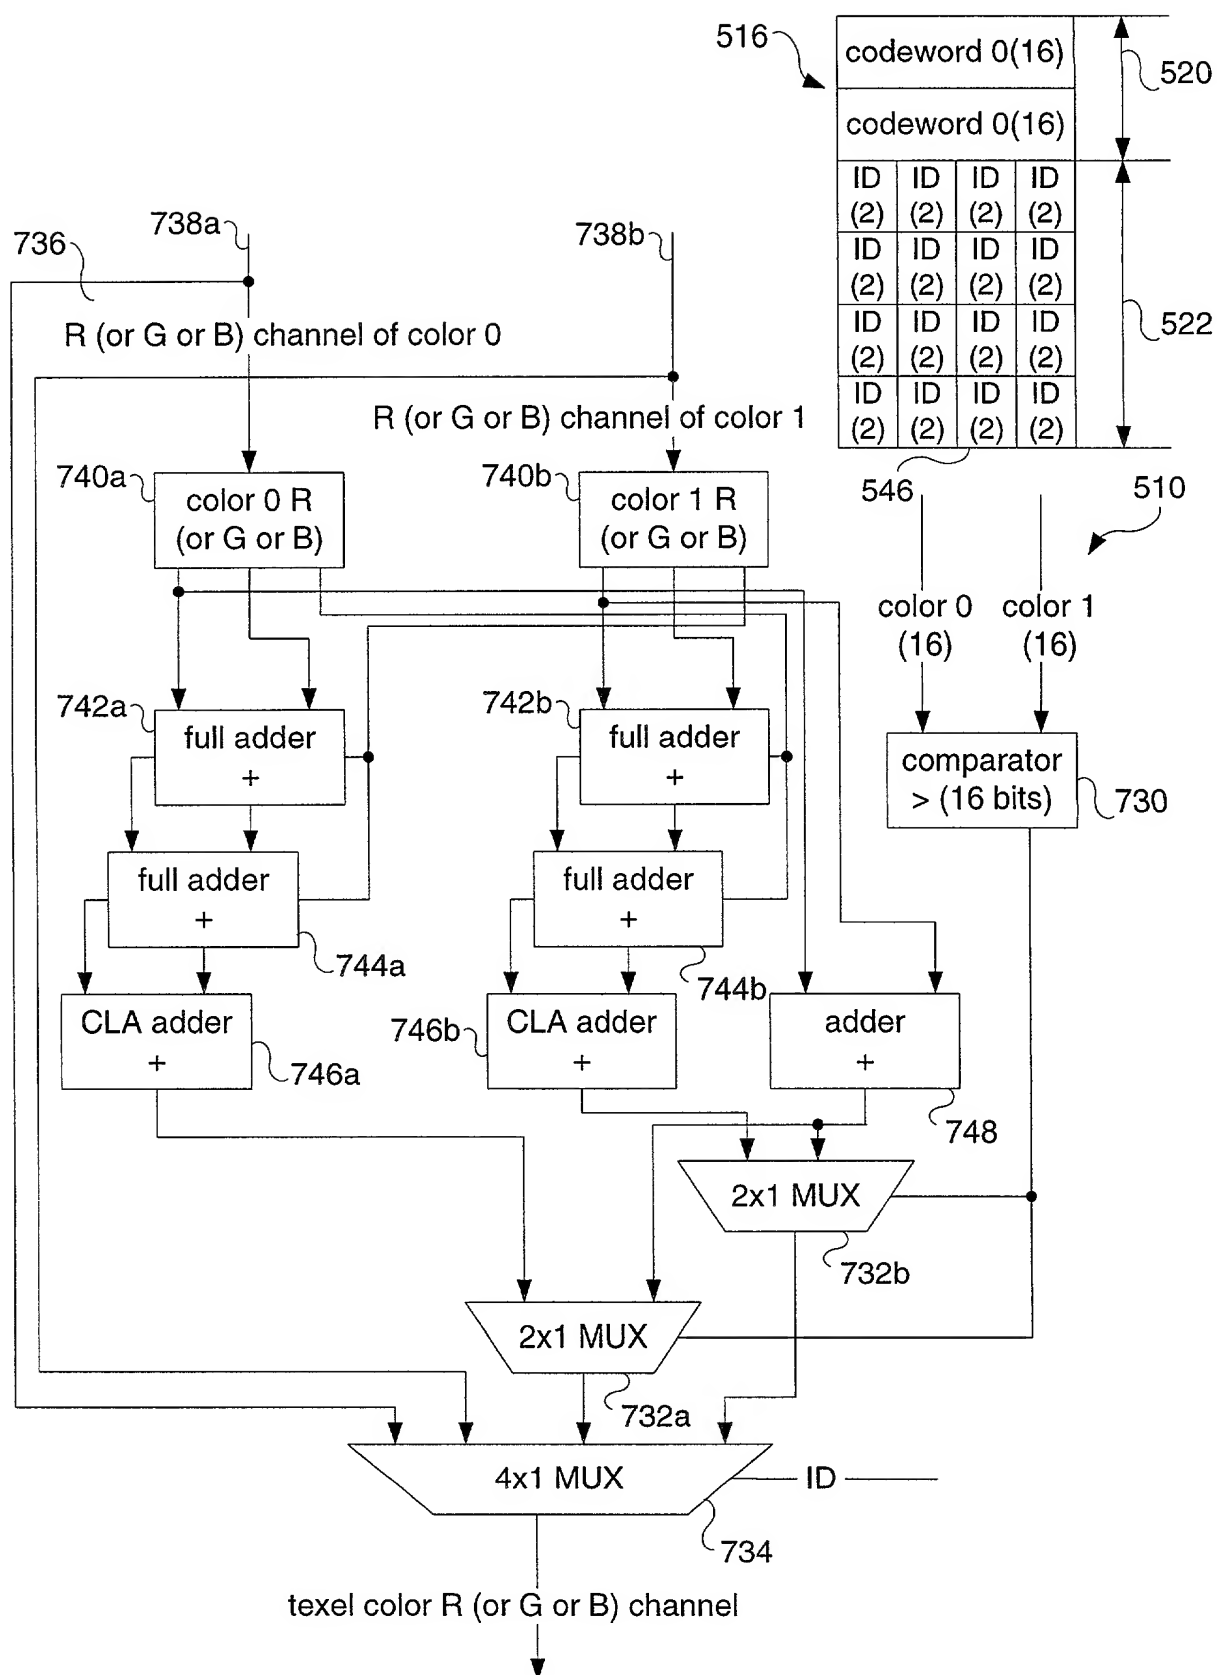 516
codeword 0(16)
520
codeword 0(16)
ID ID ID ID
(2) (2) (2) (2)
ID ID ID ID
(2) (2) (2) (2)
ID ID ID ID
(2) (2) (2) (2)
ID ID ID ID
(2) (2) (2) (2)
522
546
510
736
738a
738b
R (or G or B) channel of color 0
R (or G or B) channel of color 1
740a
color 0 R
(or G or B)
740b
color 1 R
(or G or B)
color 0
(16)
color 1
(16)
742a
full adder
+
742b
full adder
+
comparator
> (16 bits)
730
full adder
+
744a
full adder
+
744b
CLA adder
+
746a
746b
CLA adder
+
adder
+
748
2x1 MUX
732b
2x1 MUX
732a
4x1 MUX
ID
734
texel color R (or G or B) channel